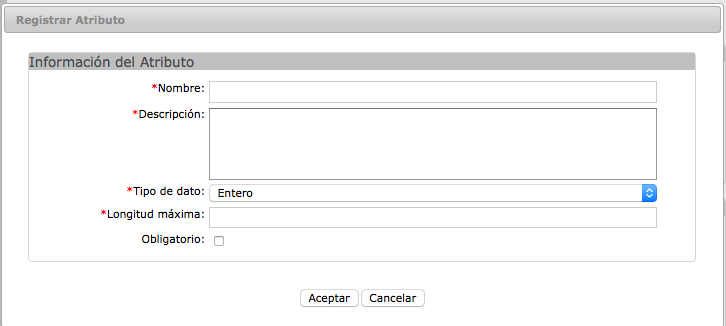 Registrar Atributo
Información del Atributo
*Nombre:
*Descripción:
*Tipo de dato: Entero
*Longitud máxima:
Obligatorio:
Aceptar Cancelar